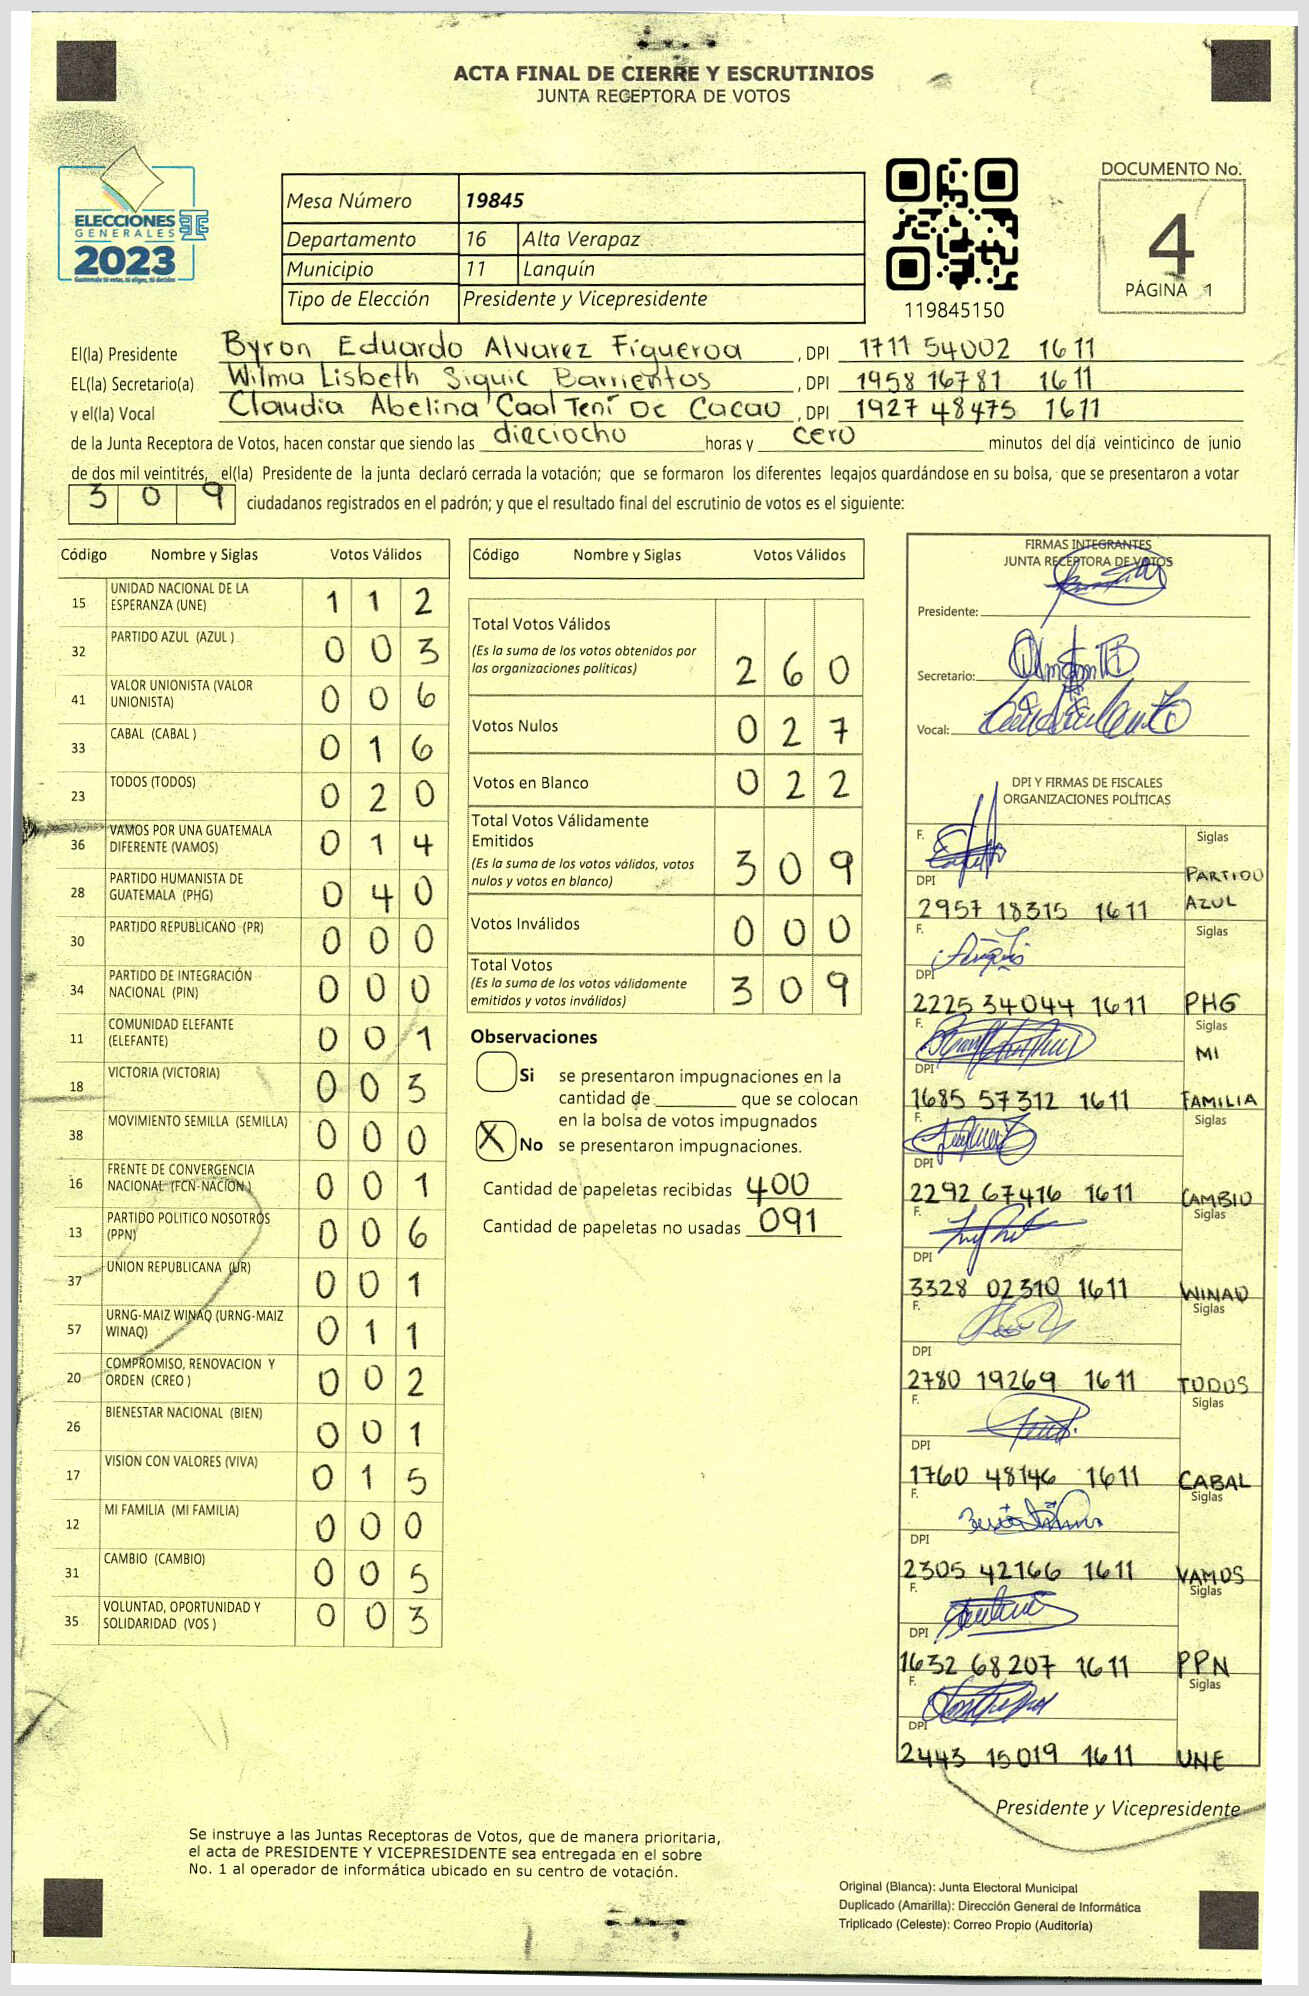 ACTA FINAL DE CIERRE Y ESCRUTINIOS
JUNTA RECEPTORA DE VOTOS
ELECCIONES
GENERALES
2023
Guatemala tú votas, tú eliges, tú decides
Mesa Número 19845
Departamento 16 Alta Verapaz
Municipio 11 Lanquín
Tipo de Elección Presidente y Vicepresidente
119845150
DOCUMENTO No.
4
PÁGINA 1
El(la) Presidente Byron Eduardo Alvarez Figueroa , DPI 1711 54002 1611
EL(la) Secretario(a) Wilma Lisbeth Siquic Barrientos , DPI 1958 16781 1611
y el(la) Vocal Claudia Abelina Caal Tení De Cacao , DPI 1927 48475 1611
de la Junta Receptora de Votos, hacen constar que siendo las dieciocho horas y cero minutos del día veinticinco de junio
de dos mil veintitrés, el(la) Presidente de la junta declaró cerrada la votación; que se formaron los diferentes legajos guardándose en su bolsa, que se presentaron a votar
3 0 9 ciudadanos registrados en el padrón; y que el resultado final del escrutinio de votos es el siguiente:
Código Nombre y Siglas Votos Válidos
15 UNIDAD NACIONAL DE LA ESPERANZA (UNE) 1 1 2
32 PARTIDO AZUL (AZUL ) 0 0 3
41 VALOR UNIONISTA (VALOR UNIONISTA) 0 0 6
33 CABAL (CABAL ) 0 1 6
23 TODOS (TODOS) 0 2 0
36 VAMOS POR UNA GUATEMALA DIFERENTE (VAMOS) 0 1 4
28 PARTIDO HUMANISTA DE GUATEMALA (PHG) 0 4 0
30 PARTIDO REPUBLICANO (PR) 0 0 0
34 PARTIDO DE INTEGRACIÓN NACIONAL (PIN) 0 0 0
11 COMUNIDAD ELEFANTE (ELEFANTE) 0 0 1
18 VICTORIA (VICTORIA) 0 0 3
38 MOVIMIENTO SEMILLA (SEMILLA) 0 0 0
16 FRENTE DE CONVERGENCIA NACIONAL (FCN-NACION ) 0 0 1
13 PARTIDO POLITICO NOSOTROS (PPN) 0 0 6
37 UNION REPUBLICANA (UR) 0 0 1
57 URNG-MAIZ WINAQ (URNG-MAIZ WINAQ) 0 1 1
20 COMPROMISO, RENOVACION Y ORDEN (CREO ) 0 0 2
26 BIENESTAR NACIONAL (BIEN) 0 0 1
17 VISION CON VALORES (VIVA) 0 1 5
12 MI FAMILIA (MI FAMILIA) 0 0 0
31 CAMBIO (CAMBIO) 0 0 5
35 VOLUNTAD, OPORTUNIDAD Y SOLIDARIDAD (VOS ) 0 0 3
Código Nombre y Siglas Votos Válidos
Total Votos Válidos
(Es la suma de los votos obtenidos por
las organizaciones políticas) 2 6 0
Votos Nulos 0 2 7
Votos en Blanco 0 2 2
Total Votos Válidamente
Emitidos
(Es la suma de los votos válidos, votos
nulos y votos en blanco) 3 0 9
Votos Inválidos 0 0 0
Total Votos
(Es la suma de los votos válidamente
emitidos y votos inválidos) 3 0 9
Observaciones
Si se presentaron impugnaciones en la
cantidad de ________ que se colocan
en la bolsa de votos impugnados
X No se presentaron impugnaciones.
Cantidad de papeletas recibidas 400
Cantidad de papeletas no usadas 091
FIRMAS INTEGRANTES
JUNTA RECEPTORA DE VOTOS
Presidente:
Secretario:
Vocal:
DPI Y FIRMAS DE FISCALES
ORGANIZACIONES POLÍTICAS
F. Siglas
DPI 2957 18315 1611 PARTIDO AZUL
F. Siglas
DPI 2225 34044 1611 PHG
F. Siglas
DPI 1685 57312 1611 MI FAMILIA
F. Siglas
DPI 2292 67416 1611 CAMBIO
F. Siglas
DPI 3328 02310 1611 WINAQ
F. Siglas
DPI 2780 19269 1611 TODOS
F. Siglas
DPI 1760 48146 1611 CABAL
F. Siglas
DPI 2305 42166 1611 VAMOS
F. Siglas
DPI 1632 68207 1611 PPN
F. Siglas
DPI 2443 15019 1611 UNE
Presidente y Vicepresidente
Se instruye a las Juntas Receptoras de Votos, que de manera prioritaria,
el acta de PRESIDENTE Y VICEPRESIDENTE sea entregada en el sobre
No. 1 al operador de informática ubicado en su centro de votación.
Original (Blanca): Junta Electoral Municipal
Duplicado (Amarilla): Dirección General de Informática
Triplicado (Celeste): Correo Propio (Auditoría)